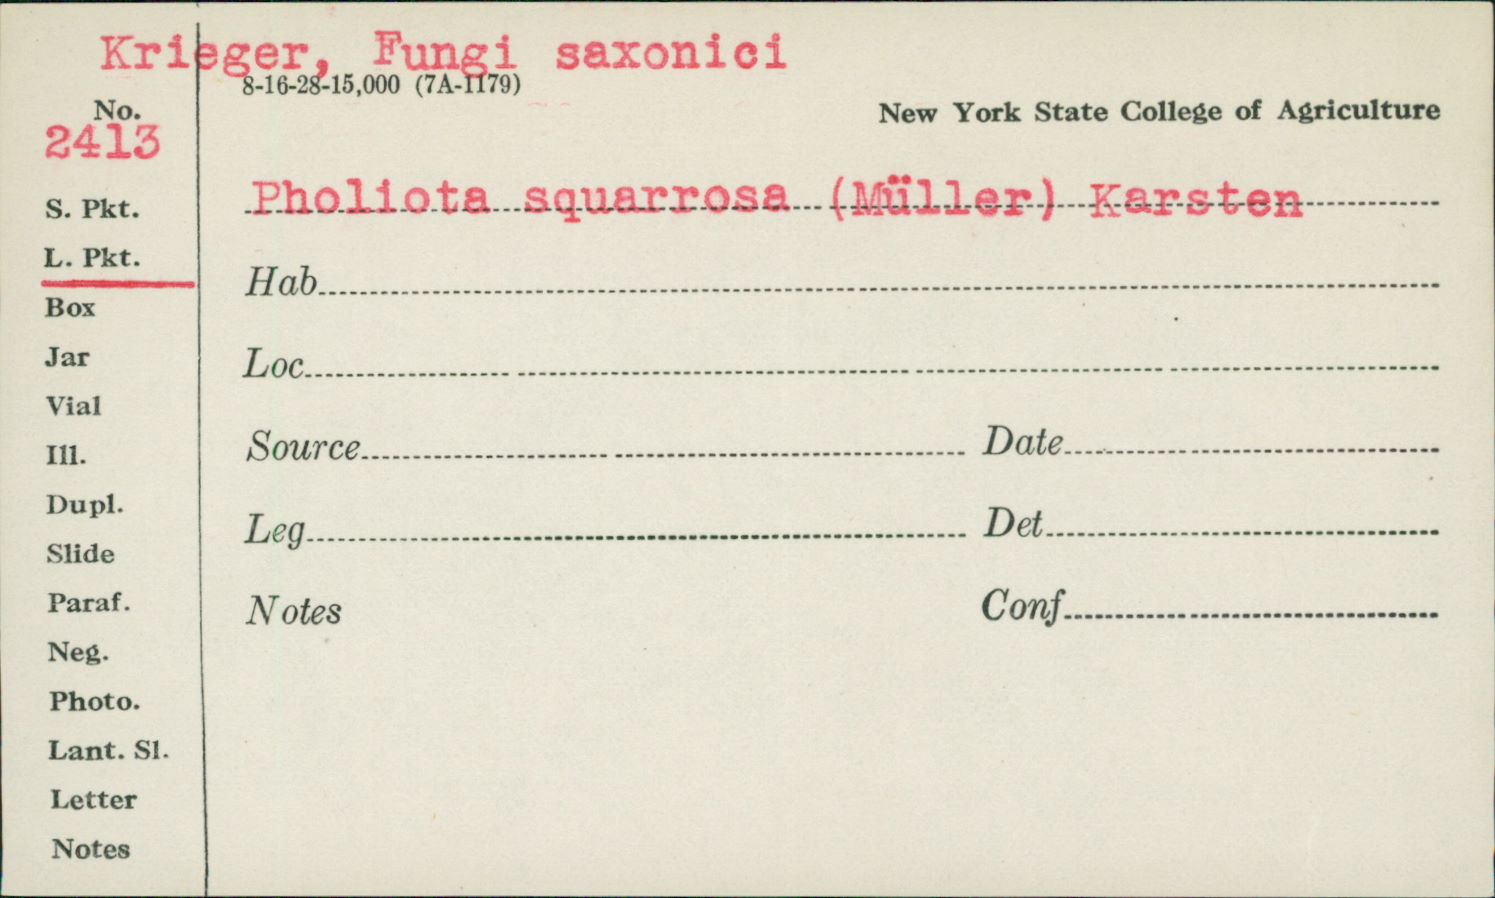 Krieger, Fungi saxonici
8-16-28-15,000 (7A-1179)
New York State College of Agriculture
No.
2413
Pholiota squarrosa (Müller) Karsten
S. Pkt.
L. Pkt.
Box
Jar
Vial
Ill.
Dupl.
Slide
Paraf.
Neg.
Photo.
Lant. Sl.
Letter
Notes
Hab
Loc
Source Date
Leg Det
Notes Conf